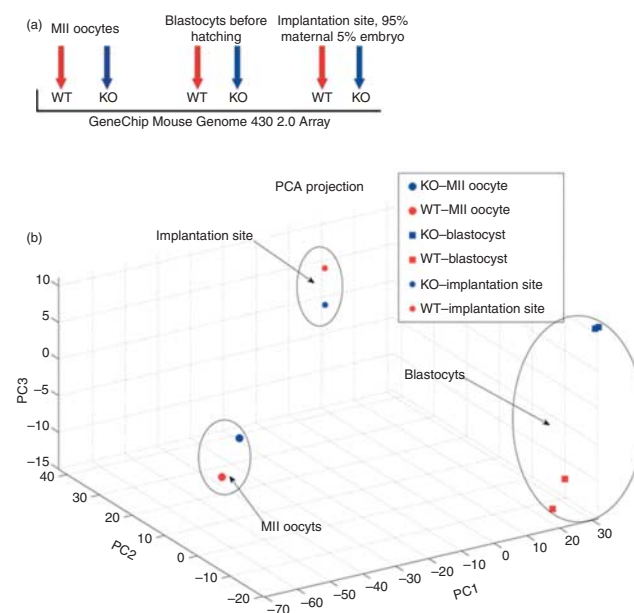 (a)
MII oocytes
Blastocyts before
hatching
Implantation site, 95%
maternal 5% embryo
WT KO WT KO WT KO
GeneChip Mouse Genome 430 2.0 Array
PCA projection
(b)
Implantation site
KO–MII oocyte
WT–MII oocyte
KO–blastocyst
WT–blastocyst
KO–implantation site
WT–implantation site
Blastocyts
MII oocyts
PC3
10
5
0
–5
–10
–15
PC2
40
30
20
10
0
–10
–20
PC1
–70
–60
–50
–40
–30
–20
–10
0
10
20
30